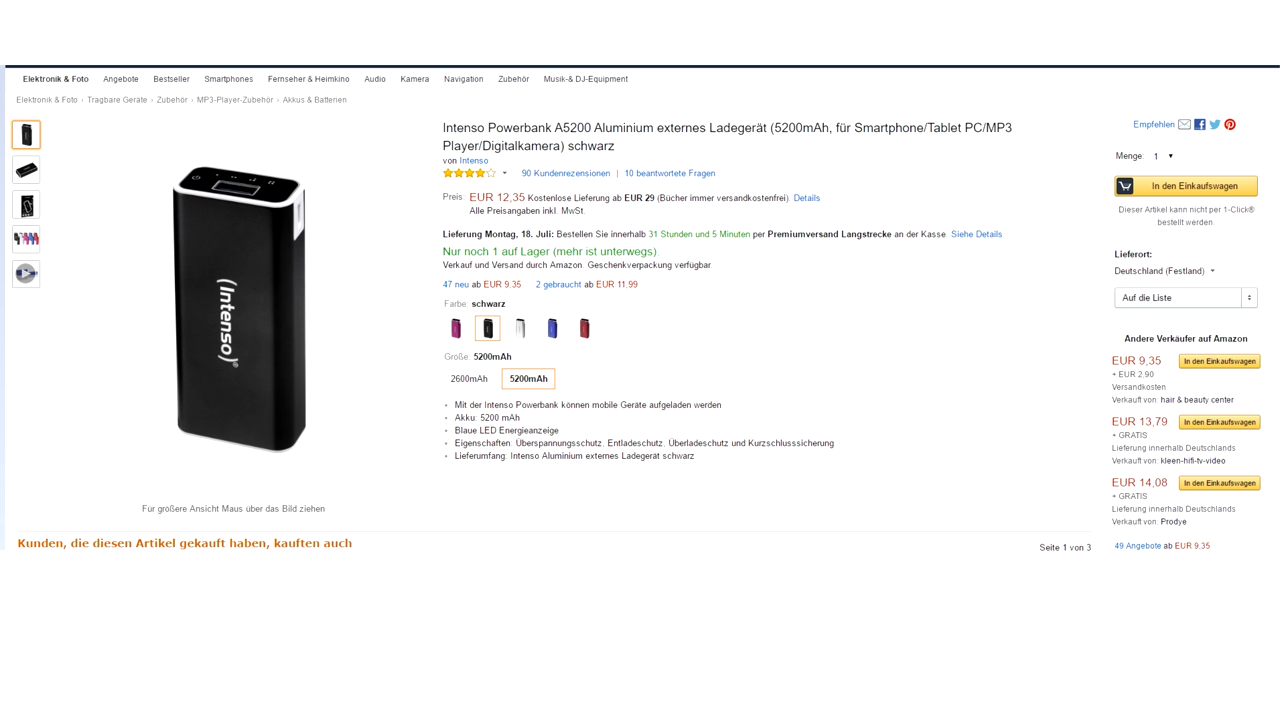 Elektronik & Foto Angebote Bestseller Smartphones Fernseher & Heimkino Audio Kamera Navigation Zubehör Musik-& DJ-Equipment
Elektronik & Foto › Tragbare Geräte › Zubehör › MP3-Player-Zubehör › Akkus & Batterien
Intenso Powerbank A5200 Aluminium externes Ladegerät (5200mAh, für Smartphone/Tablet PC/MP3
Player/Digitalkamera) schwarz
von Intenso
90 Kundenrezensionen | 10 beantwortete Fragen
Preis: EUR 12,35 Kostenlose Lieferung ab EUR 29 (Bücher immer versandkostenfrei). Details
Alle Preisangaben inkl. MwSt.
Lieferung Montag, 18. Juli: Bestellen Sie innerhalb 31 Stunden und 5 Minuten per Premiumversand Langstrecke an der Kasse. Siehe Details.
Nur noch 1 auf Lager (mehr ist unterwegs).
Verkauf und Versand durch Amazon. Geschenkverpackung verfügbar.
47 neu ab EUR 9.35 2 gebraucht ab EUR 11.99
Farbe: schwarz
Größe: 5200mAh
2600mAh 5200mAh
• Mit der Intenso Powerbank können mobile Geräte aufgeladen werden
• Akku: 5200 mAh
• Blaue LED Energieanzeige
• Eigenschaften: Überspannungsschutz, Entladeschutz, Überladeschutz und Kurzschlusssicherung
• Lieferumfang: Intenso Aluminium externes Ladegerät schwarz
(intenso)®
Für größere Ansicht Maus über das Bild ziehen
Kunden, die diesen Artikel gekauft haben, kauften auch
Seite 1 von 3
Empfehlen
Menge: 1
In den Einkaufswagen
Dieser Artikel kann nicht per 1-Click®
bestellt werden.
Lieferort:
Deutschland (Festland)
Auf die Liste
Andere Verkäufer auf Amazon
EUR 9,35 In den Einkaufswagen
+ EUR 2,90
Versandkosten
Verkauft von: hair & beauty center
EUR 13,79 In den Einkaufswagen
+ GRATIS
Lieferung innerhalb Deutschlands
Verkauft von: kleen-hifi-tv-video
EUR 14,08 In den Einkaufswagen
+ GRATIS
Lieferung innerhalb Deutschlands
Verkauft von: Prodye
49 Angebote ab EUR 9.35